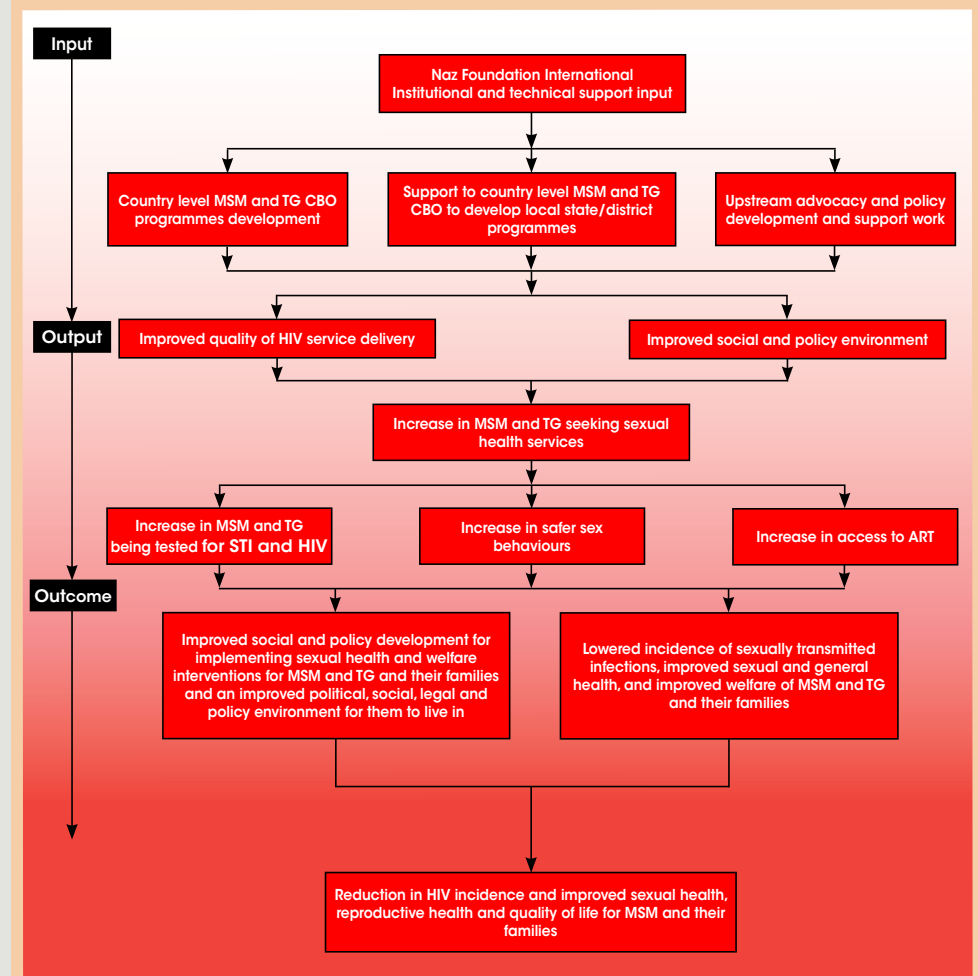 Input
Naz Foundation International
Institutional and technical support input
Country level MSM and TG CBO
programmes development
Support to country level MSM and TG
CBO to develop local state/district
programmes
Upstream advocacy and policy
development and support work
Output
Improved quality of HIV service delivery
Improved social and policy environment
Increase in MSM and TG seeking sexual
health services
Increase in MSM and TG
being tested for STI and HIV
Increase in safer sex
behaviours
Increase in access to ART
Outcome
Improved social and policy development for
implementing sexual health and welfare
interventions for MSM and TG and their families
and an improved political, social, legal and
policy environment for them to live in
Lowered incidence of sexually transmitted
infections, improved sexual and general
health, and improved welfare of MSM and TG
and their families
Reduction in HIV incidence and improved sexual health,
reproductive health and quality of life for MSM and their
families